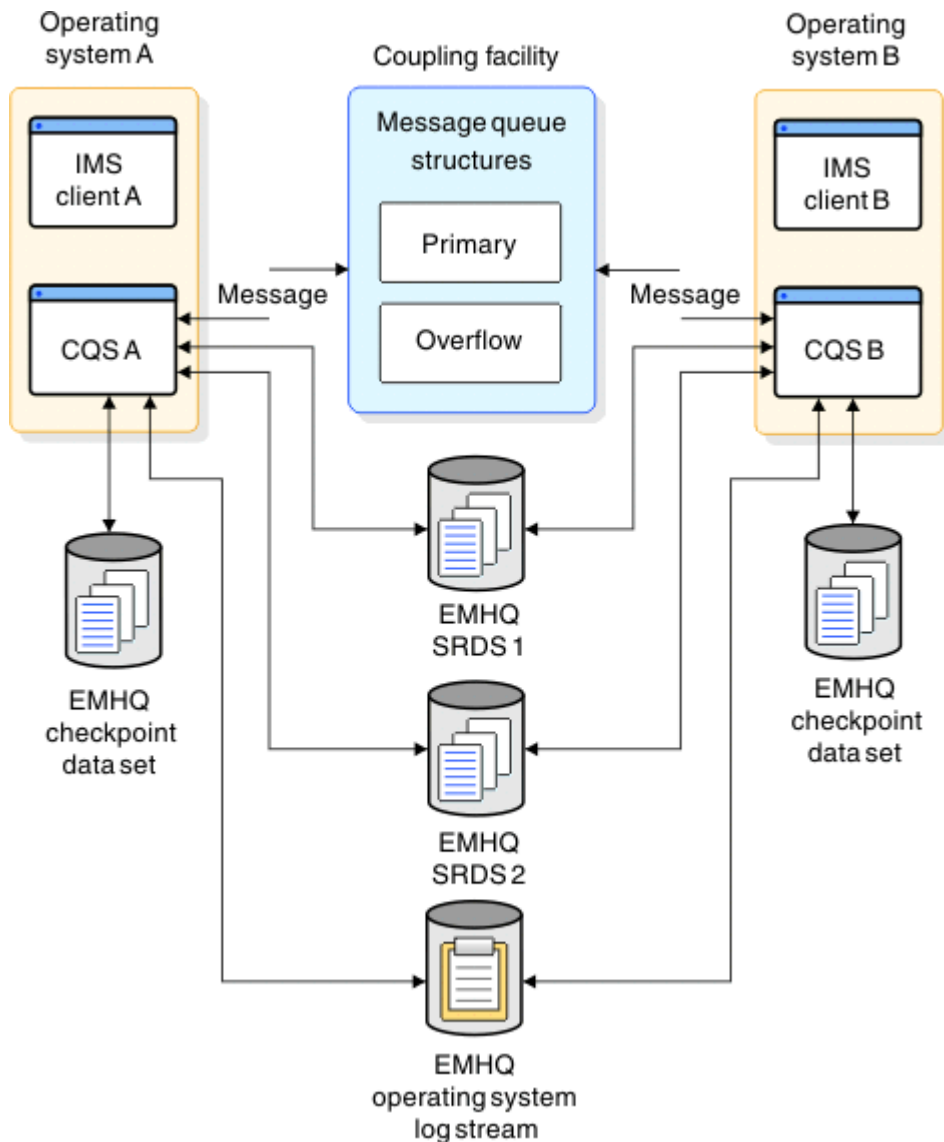 Operating
system A
Coupling facility
Operating
system B
IMS
client A
Message queue
structures
IMS
client B
Primary
Message
Message
CQS A
Overflow
CQS B
EMHQ
SRDS 1
EMHQ
checkpoint
data set
EMHQ
checkpoint
data set
EMHQ
SRDS 2
EMHQ
operating system
log stream